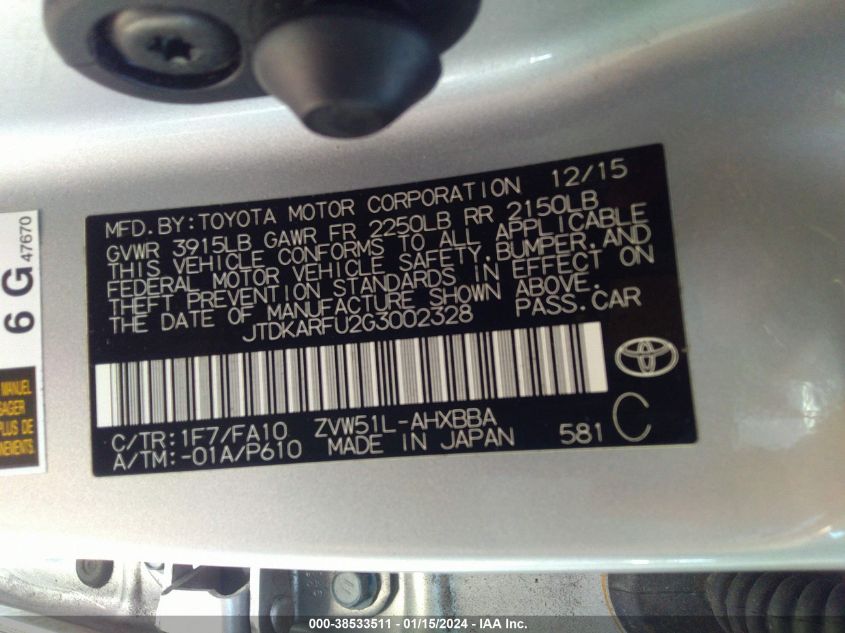 MFD.BY:TOYOTA MOTOR CORPORATION 12/15
GVWR 3915LB GAWR FR 2250LB RR 2150LB
THIS VEHICLE CONFORMS TO ALL APPLICABLE
FEDERAL MOTOR VEHICLE SAFETY,BUMPER,AND
THEFT PREVENTION STANDARDS IN EFFECT ON
THE DATE OF MANUFACTURE SHOWN ABOVE.
JTDKARFU2G3002328 PASS.CAR
C/TR:1F7/FA10 ZVW51L-AHXBBA
A/TM:-01A/P610 MADE IN JAPAN 581 C
6 G
47670
MANUEL
PLUS DE
000-38533511 - 01/15/2024 - IAA Inc.